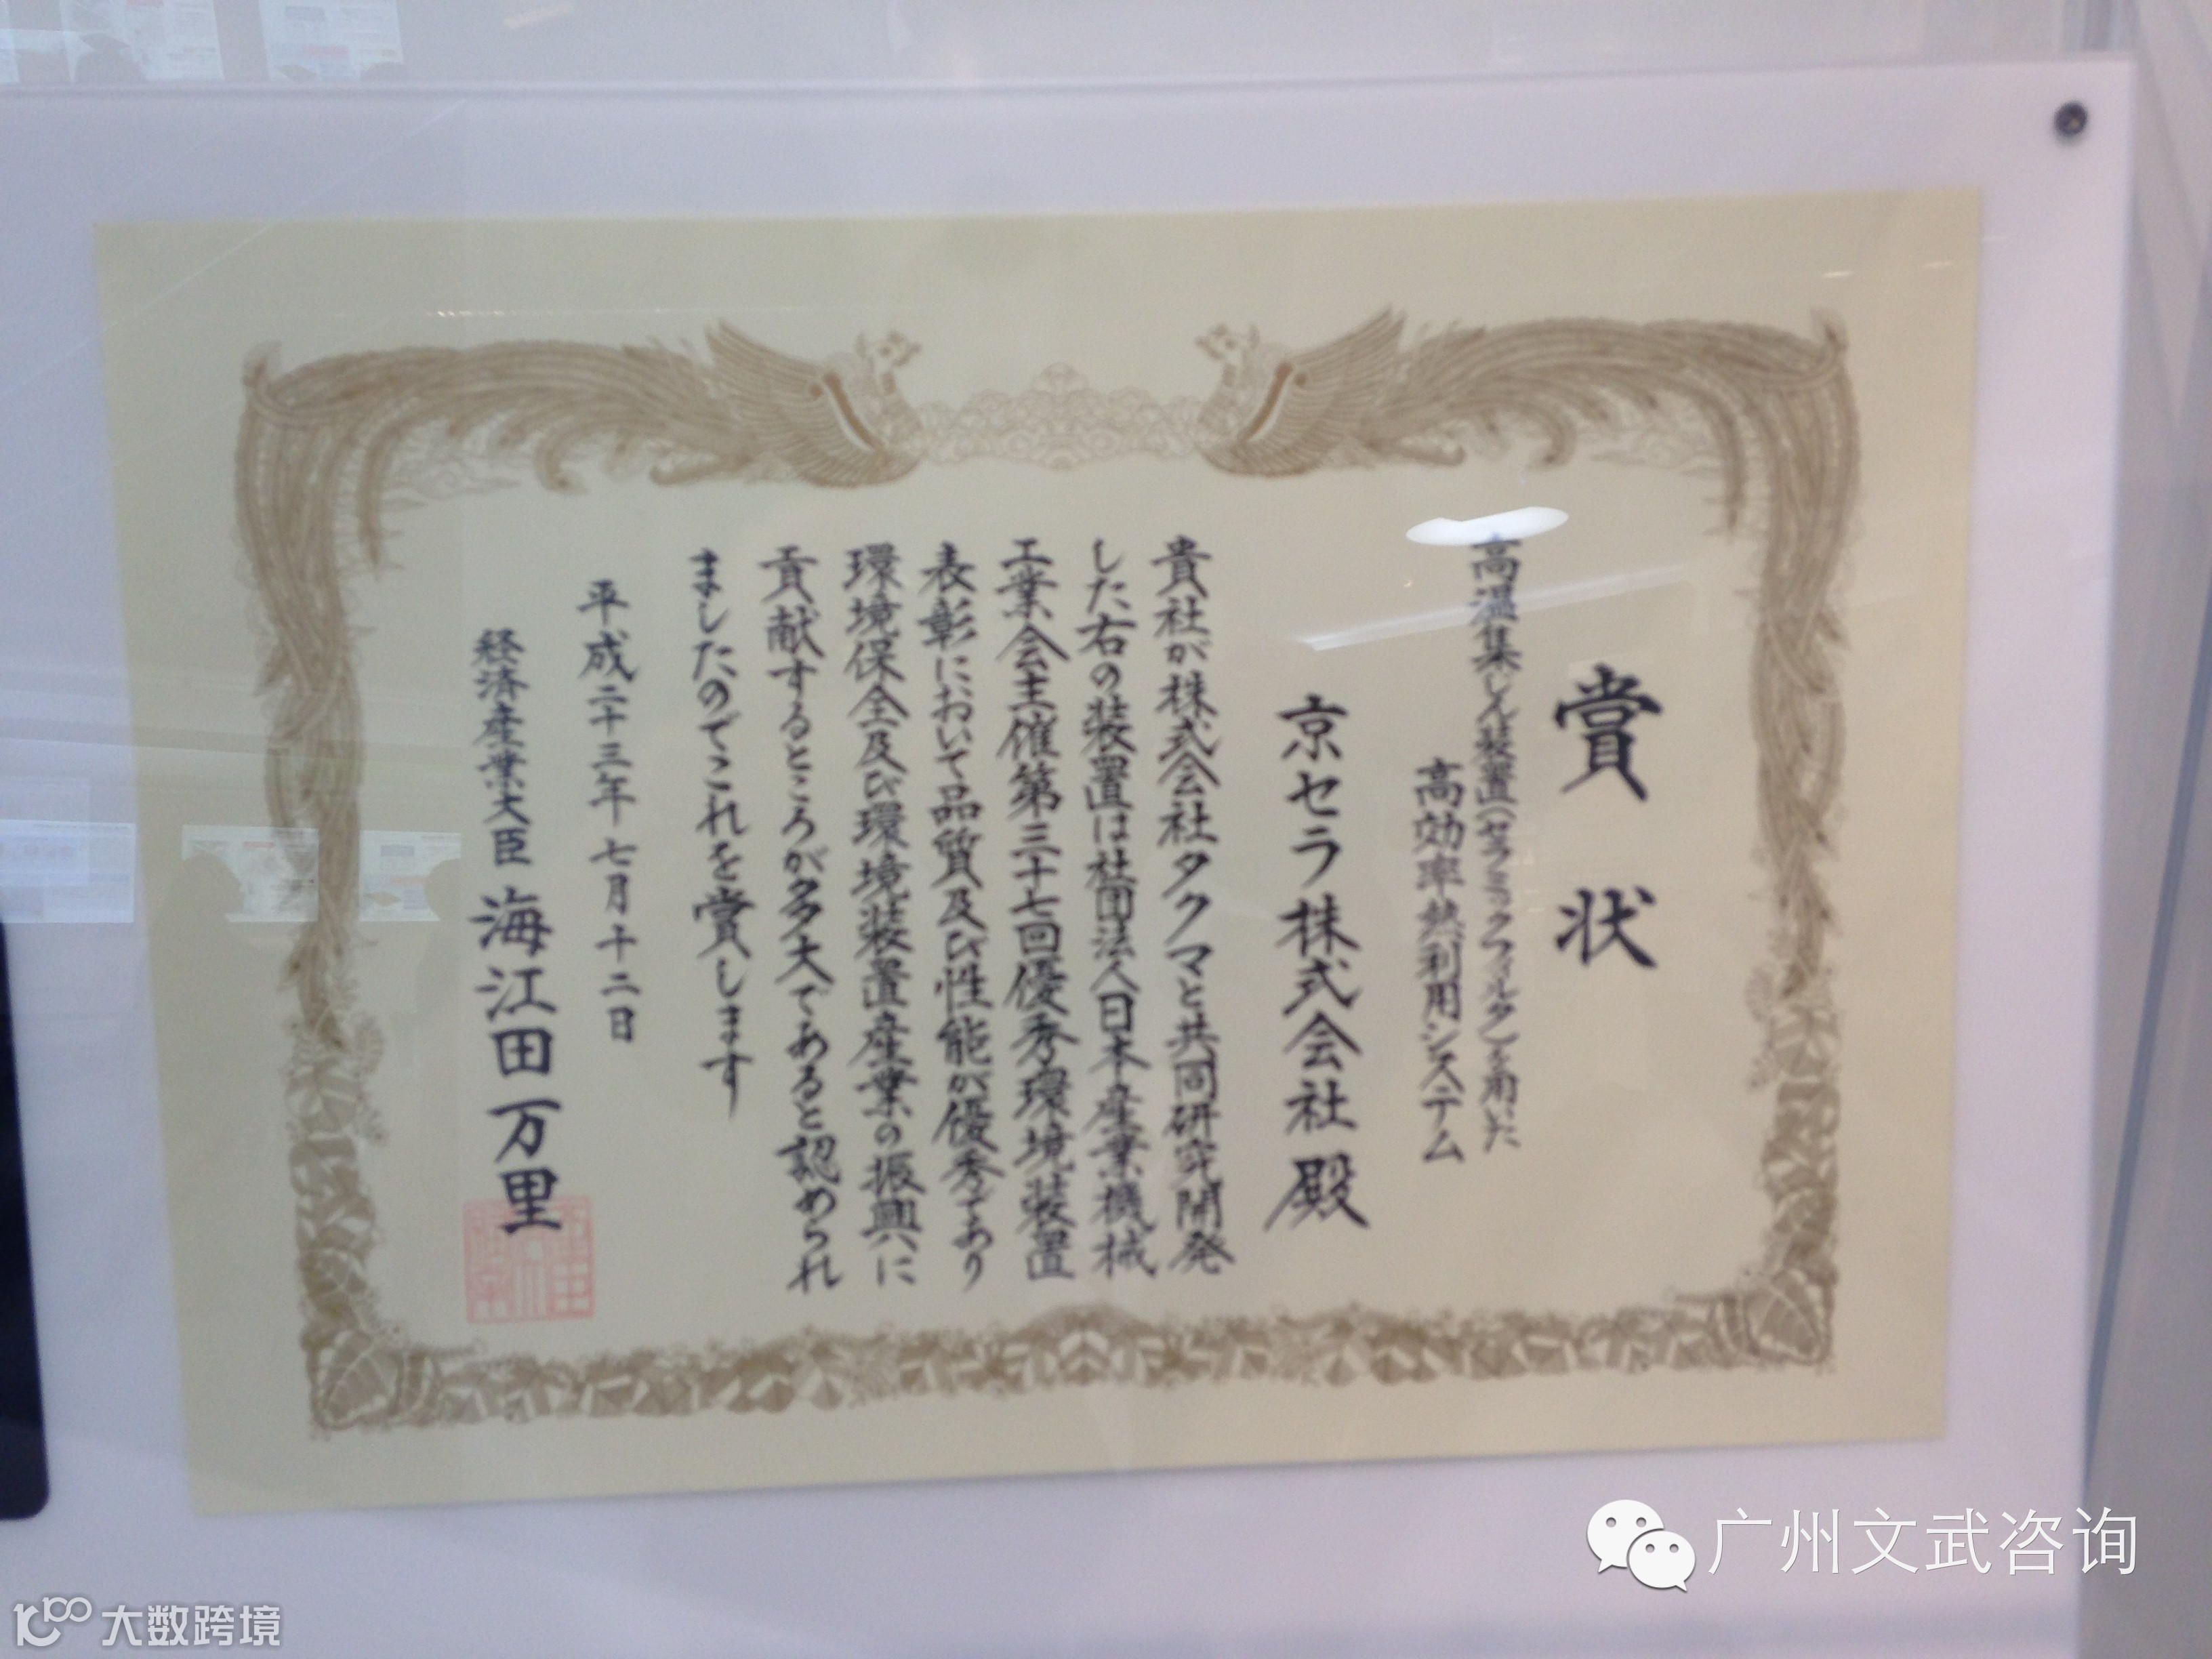 賞状
高温集じん装置(セラミックフィルタ)を用いた
高効率熱利用システム
京セラ株式会社殿
貴社が株式会社タクマと共同研究開発
した右の装置は社団法人日本産業機械
工業会主催第三十七回優秀環境装置
表彰において品質及び性能が優秀であり
環境保全及び環境装置産業の振興に
貢献するところが多大であると認められ
ましたのでこれを賞します
平成二十三年七月十二日
経済産業大臣 海江田万里
广州文武咨询
大数跨境